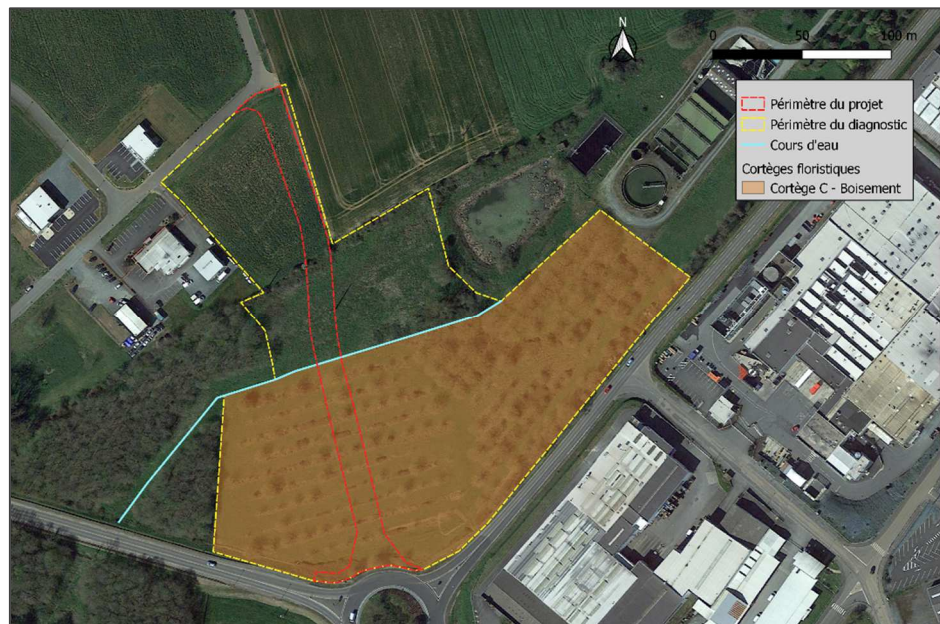 N
0 50 100 m
Périmètre du projet
Périmètre du diagnostic
Cours d'eau
Cortèges floristiques
Cortège C - Boisement